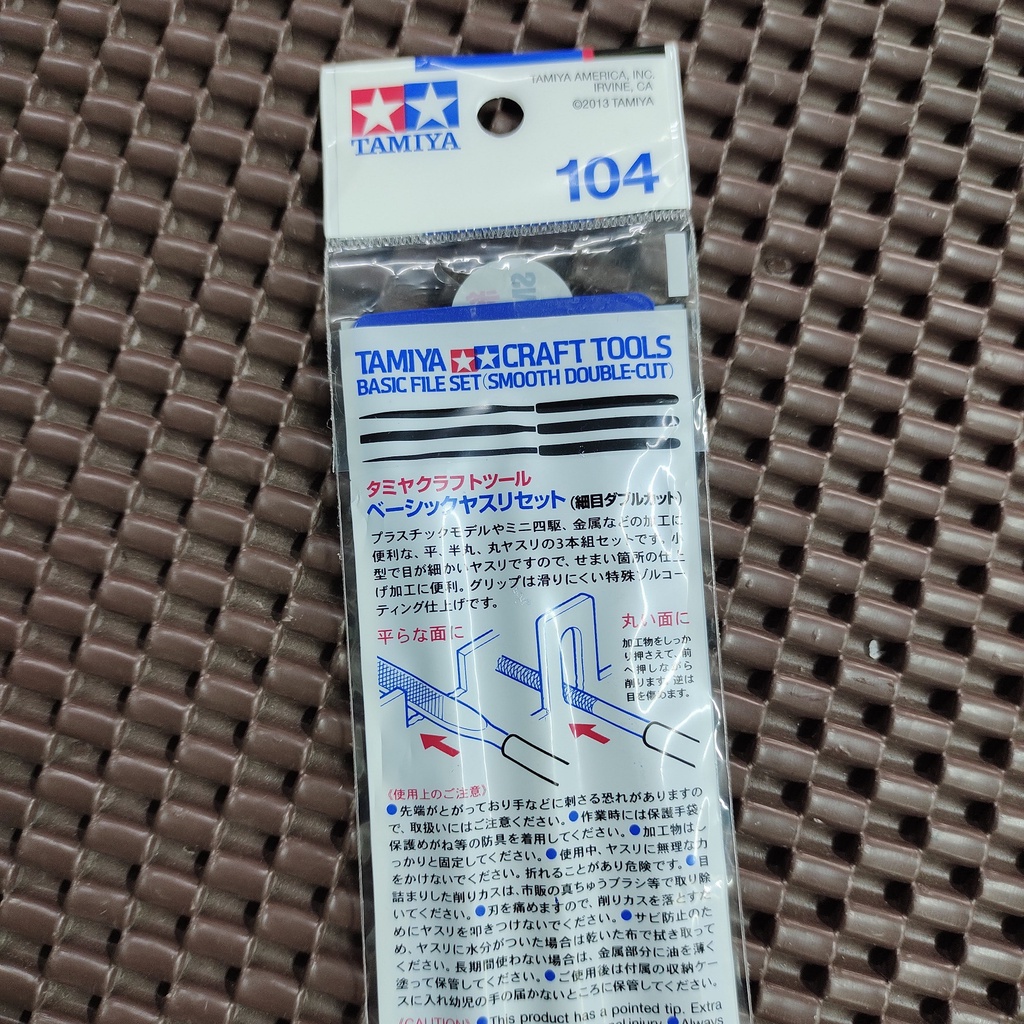 TAMIYA
TAMIYA AMERICA, INC.
IRVINE, CA
©2013 TAMIYA
104
TAMIYA CRAFT TOOLS
BASIC FILE SET (SMOOTH DOUBLE-CUT)
タミヤクラフトツール
ベーシックヤスリセット (細目ダブルカット)
プラスチックモデルやミニ四駆、金属などの加工に
便利な、平、半丸、丸ヤスリの3本組セットです。小
型で目が細かいヤスリですので、せまい箇所の仕上
げ加工に便利。グリップは滑りにくい特殊ブルコー
ティング仕上げです。
平らな面に
丸い面に
加工物をしっか
り押さえて、前
へ押しながら
削ります。逆は
目を傷めます。
《使用上のご注意》
●先端がとがっており手などに刺さる恐れがありますの
で、取扱いにはご注意ください。●作業時には保護手袋
保護めがね等の防具を着用してください。●加工物はし
っかりと固定してください。●使用中、ヤスリに無理な力
をかけないでください。折れることがあり危険です。●目
詰まりした削りカスは、市販の真ちゅうブラシ等で取り除
いてください。●刃を痛めますので、削りカスを落とすた
めにヤスリを叩きつけないでください。●サビ防止のた
め、ヤスリに水分がついた場合は乾いた布で拭き取って
ください。長期間使わない場合は、金属部分に油を薄く
塗って保管してください。●ご使用後は付属の収納ケー
スに入れ幼児の手の届かないところに保管してください。
《CAUTION》●This product has a pointed tip. Extra
injury. ●Always